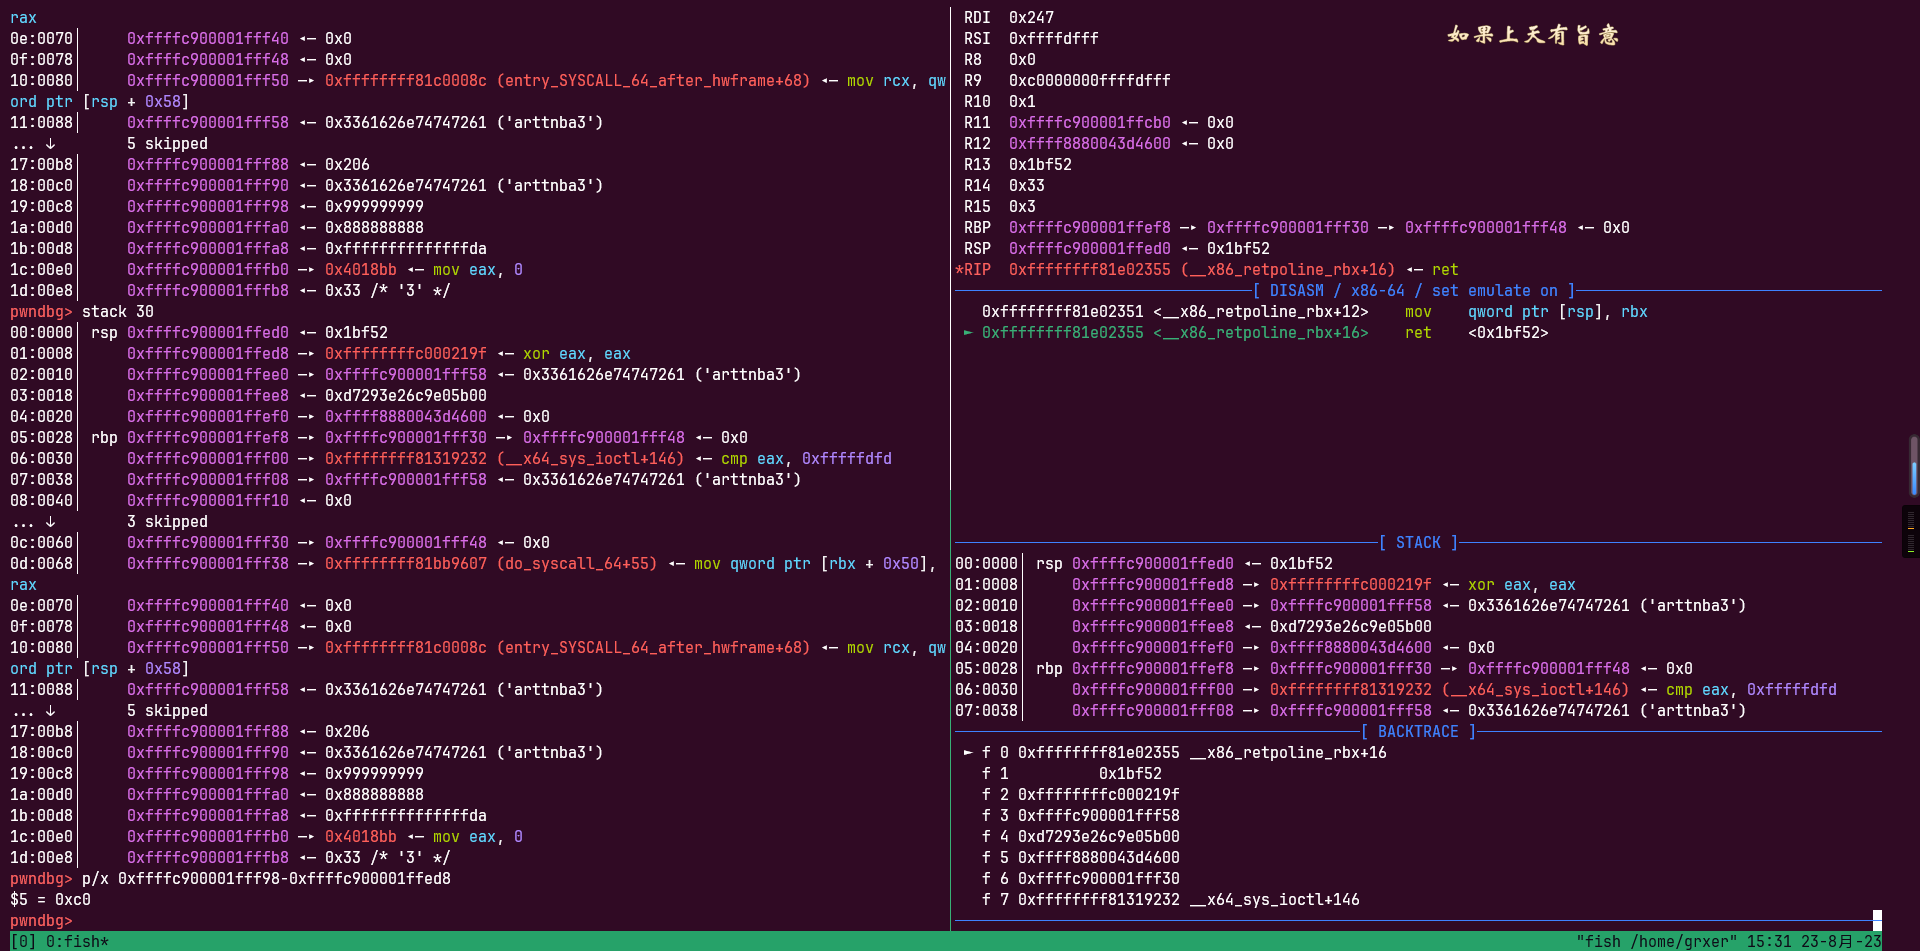 rax
0e:0070│ 0xffffc900001fff40 ◂— 0x0
0f:0078│ 0xffffc900001fff48 ◂— 0x0
10:0080│ 0xffffc900001fff50 —▸ 0xffffffff81c0008c (entry_SYSCALL_64_after_hwframe+68) ◂— mov rcx, qw
ord ptr [rsp + 0x58]
11:0088│ 0xffffc900001fff58 ◂— 0x3361626e74747261 ('arttnba3')
... ↓ 5 skipped
17:00b8│ 0xffffc900001fff88 ◂— 0x206
18:00c0│ 0xffffc900001fff90 ◂— 0x3361626e74747261 ('arttnba3')
19:00c8│ 0xffffc900001fff98 ◂— 0x999999999
1a:00d0│ 0xffffc900001fffa0 ◂— 0x888888888
1b:00d8│ 0xffffc900001fffa8 ◂— 0xffffffffffffffda
1c:00e0│ 0xffffc900001fffb0 —▸ 0x4018bb ◂— mov eax, 0
1d:00e8│ 0xffffc900001fffb8 ◂— 0x33 /* '3' */
pwndbg> stack 30
00:0000│ rsp 0xffffc900001ffed0 ◂— 0x1bf52
01:0008│ 0xffffc900001ffed8 —▸ 0xffffffffc000219f ◂— xor eax, eax
02:0010│ 0xffffc900001ffee0 —▸ 0xffffc900001fff58 ◂— 0x3361626e74747261 ('arttnba3')
03:0018│ 0xffffc900001ffee8 ◂— 0xd7293e26c9e05b00
04:0020│ 0xffffc900001ffef0 —▸ 0xffff8880043d4600 ◂— 0x0
05:0028│ rbp 0xffffc900001ffef8 —▸ 0xffffc900001fff30 —▸ 0xffffc900001fff48 ◂— 0x0
06:0030│ 0xffffc900001fff00 —▸ 0xffffffff81319232 (__x64_sys_ioctl+146) ◂— cmp eax, 0xfffffdfd
07:0038│ 0xffffc900001fff08 —▸ 0xffffc900001fff58 ◂— 0x3361626e74747261 ('arttnba3')
08:0040│ 0xffffc900001fff10 ◂— 0x0
... ↓ 3 skipped
0c:0060│ 0xffffc900001fff30 —▸ 0xffffc900001fff48 ◂— 0x0
0d:0068│ 0xffffc900001fff38 —▸ 0xffffffff81bb9607 (do_syscall_64+55) ◂— mov qword ptr [rbx + 0x50],
rax
0e:0070│ 0xffffc900001fff40 ◂— 0x0
0f:0078│ 0xffffc900001fff48 ◂— 0x0
10:0080│ 0xffffc900001fff50 —▸ 0xffffffff81c0008c (entry_SYSCALL_64_after_hwframe+68) ◂— mov rcx, qw
ord ptr [rsp + 0x58]
11:0088│ 0xffffc900001fff58 ◂— 0x3361626e74747261 ('arttnba3')
... ↓ 5 skipped
17:00b8│ 0xffffc900001fff88 ◂— 0x206
18:00c0│ 0xffffc900001fff90 ◂— 0x3361626e74747261 ('arttnba3')
19:00c8│ 0xffffc900001fff98 ◂— 0x999999999
1a:00d0│ 0xffffc900001fffa0 ◂— 0x888888888
1b:00d8│ 0xffffc900001fffa8 ◂— 0xffffffffffffffda
1c:00e0│ 0xffffc900001fffb0 —▸ 0x4018bb ◂— mov eax, 0
1d:00e8│ 0xffffc900001fffb8 ◂— 0x33 /* '3' */
pwndbg> p/x 0xffffc900001fff98-0xffffc900001ffed8
$5 = 0xc0
pwndbg>
RDI 0x247
RSI 0xffffdfff
R8 0x0
R9 0xc0000000ffffdfff
R10 0x1
R11 0xffffc900001ffcb0 ◂— 0x0
R12 0xffff8880043d4600 ◂— 0x0
R13 0x1bf52
R14 0x33
R15 0x3
RBP 0xffffc900001ffef8 —▸ 0xffffc900001fff30 —▸ 0xffffc900001fff48 ◂— 0x0
RSP 0xffffc900001ffed0 ◂— 0x1bf52
*RIP 0xffffffff81e02355 (__x86_retpoline_rbx+16) ◂— ret
[ DISASM / x86-64 / set emulate on ]
0xffffffff81e02351 <__x86_retpoline_rbx+12> mov qword ptr [rsp], rbx
► 0xffffffff81e02355 <__x86_retpoline_rbx+16> ret <0x1bf52>
[ STACK ]
00:0000│ rsp 0xffffc900001ffed0 ◂— 0x1bf52
01:0008│ 0xffffc900001ffed8 —▸ 0xffffffffc000219f ◂— xor eax, eax
02:0010│ 0xffffc900001ffee0 —▸ 0xffffc900001fff58 ◂— 0x3361626e74747261 ('arttnba3')
03:0018│ 0xffffc900001ffee8 ◂— 0xd7293e26c9e05b00
04:0020│ 0xffffc900001ffef0 —▸ 0xffff8880043d4600 ◂— 0x0
05:0028│ rbp 0xffffc900001ffef8 —▸ 0xffffc900001fff30 —▸ 0xffffc900001fff48 ◂— 0x0
06:0030│ 0xffffc900001fff00 —▸ 0xffffffff81319232 (__x64_sys_ioctl+146) ◂— cmp eax, 0xfffffdfd
07:0038│ 0xffffc900001fff08 —▸ 0xffffc900001fff58 ◂— 0x3361626e74747261 ('arttnba3')
[ BACKTRACE ]
► f 0 0xffffffff81e02355 __x86_retpoline_rbx+16
f 1 0x1bf52
f 2 0xffffffffc000219f
f 3 0xffffc900001fff58
f 4 0xd7293e26c9e05b00
f 5 0xffff8880043d4600
f 6 0xffffc900001fff30
f 7 0xffffffff81319232 __x64_sys_ioctl+146
如果上天有旨意
[0] 0:fish* "fish /home/grxer" 15:31 23-8月-23